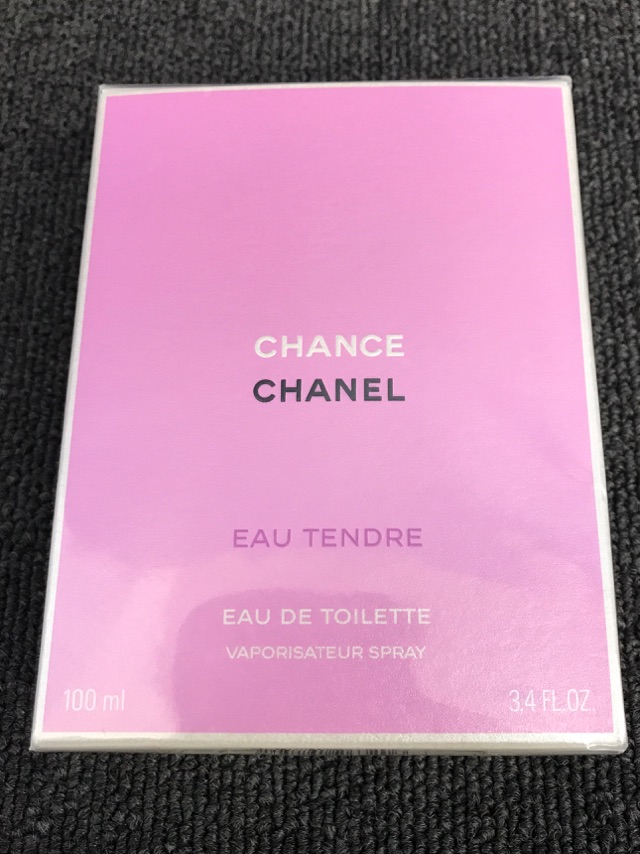 CHANCE
CHANEL
EAU TENDRE
EAU DE TOILETTE
VAPORISATEUR SPRAY
100 ml 3.4 FL.OZ.